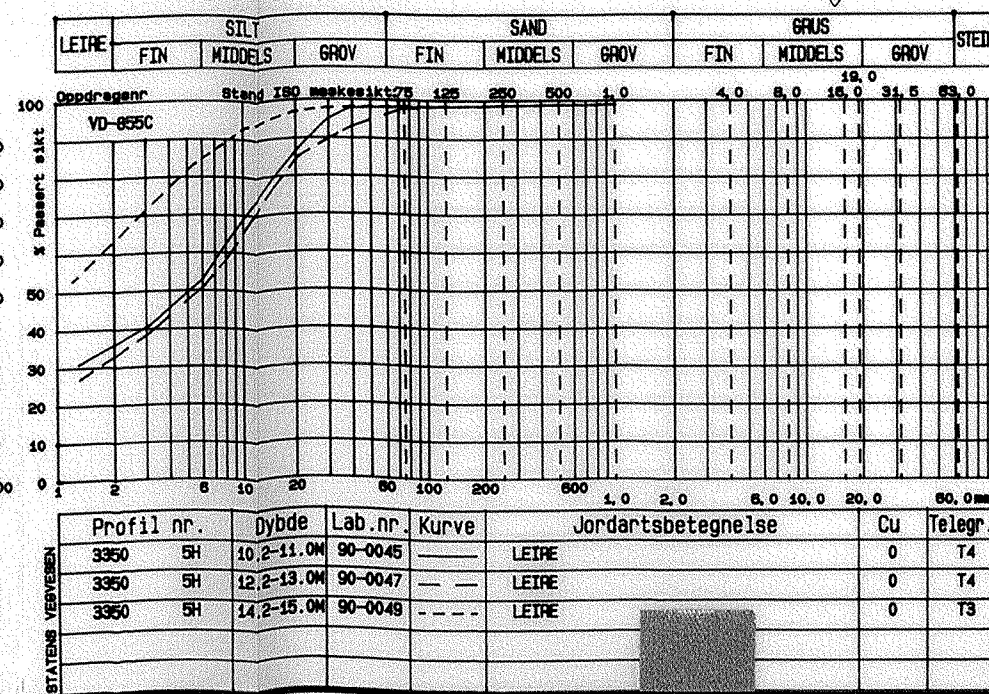 LEIRE SILT SAND GRUS STEIN
FIN MIDDELS GROV FIN MIDDELS GROV FIN MIDDELS GROV
19,0
Oppdragsnr Stand ISO maskesikt 75 125 250 500 1,0 4,0 8,0 16,0 31,5 63,0
100
VD-855C
% Passert sikt
50
40
30
20
10
0
1 2 6 10 20 60 100 200 600 1,0 2,0 6,0 10,0 20,0 60,0 mm
Profil nr. Dybde Lab.nr. Kurve Jordartsbetegnelse Cu Telegr.
3350 5H 10,2-11.0M 90-0045 LEIRE 0 T4
3350 5H 12,2-13.0M 90-0047 LEIRE 0 T4
3350 5H 14,2-15.0M 90-0049 LEIRE 0 T3
STATENS VEGVESEN